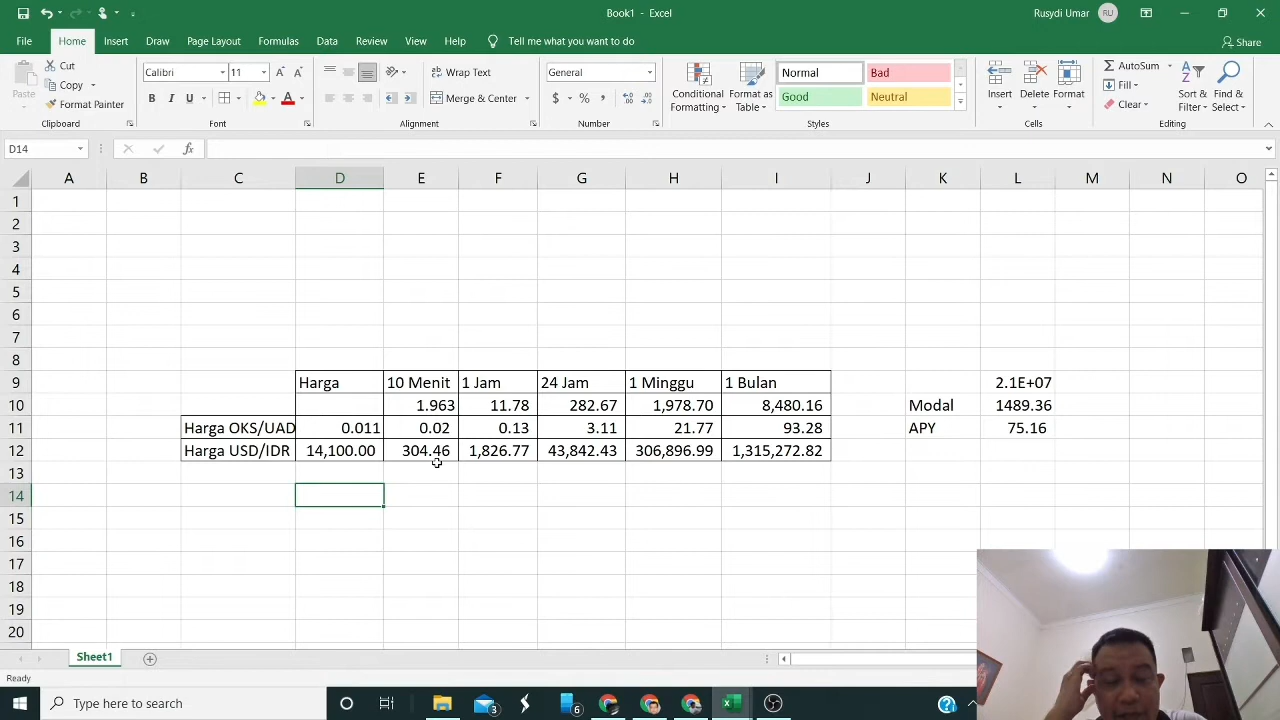 Book1 - Excel
Rusydi Umar RU
File Home Insert Draw Page Layout Formulas Data Review View Help Tell me what you want to do Share
Paste
Cut
Copy
Format Painter
Clipboard
Calibri 11
B I U
Font
Wrap Text
Merge & Center
Alignment
General
Number
Conditional Formatting
Format as Table
Normal Bad
Good Neutral
Styles
Insert Delete Format
Cells
AutoSum
Fill
Clear
Sort & Filter
Find & Select
Editing
D14 fx
A B C D E F G H I J K L M N O
1
2
3
4
5
6
7
8
9 Harga 10 Menit 1 Jam 24 Jam 1 Minggu 1 Bulan 2.1E+07
10 1.963 11.78 282.67 1,978.70 8,480.16 Modal 1489.36
11 Harga OKS/UAD 0.011 0.02 0.13 3.11 21.77 93.28 APY 75.16
12 Harga USD/IDR 14,100.00 304.46 1,826.77 43,842.43 306,896.99 1,315,272.82
13
14
15
16
17
18
19
20
Sheet1
Ready
Type here to search 3 6